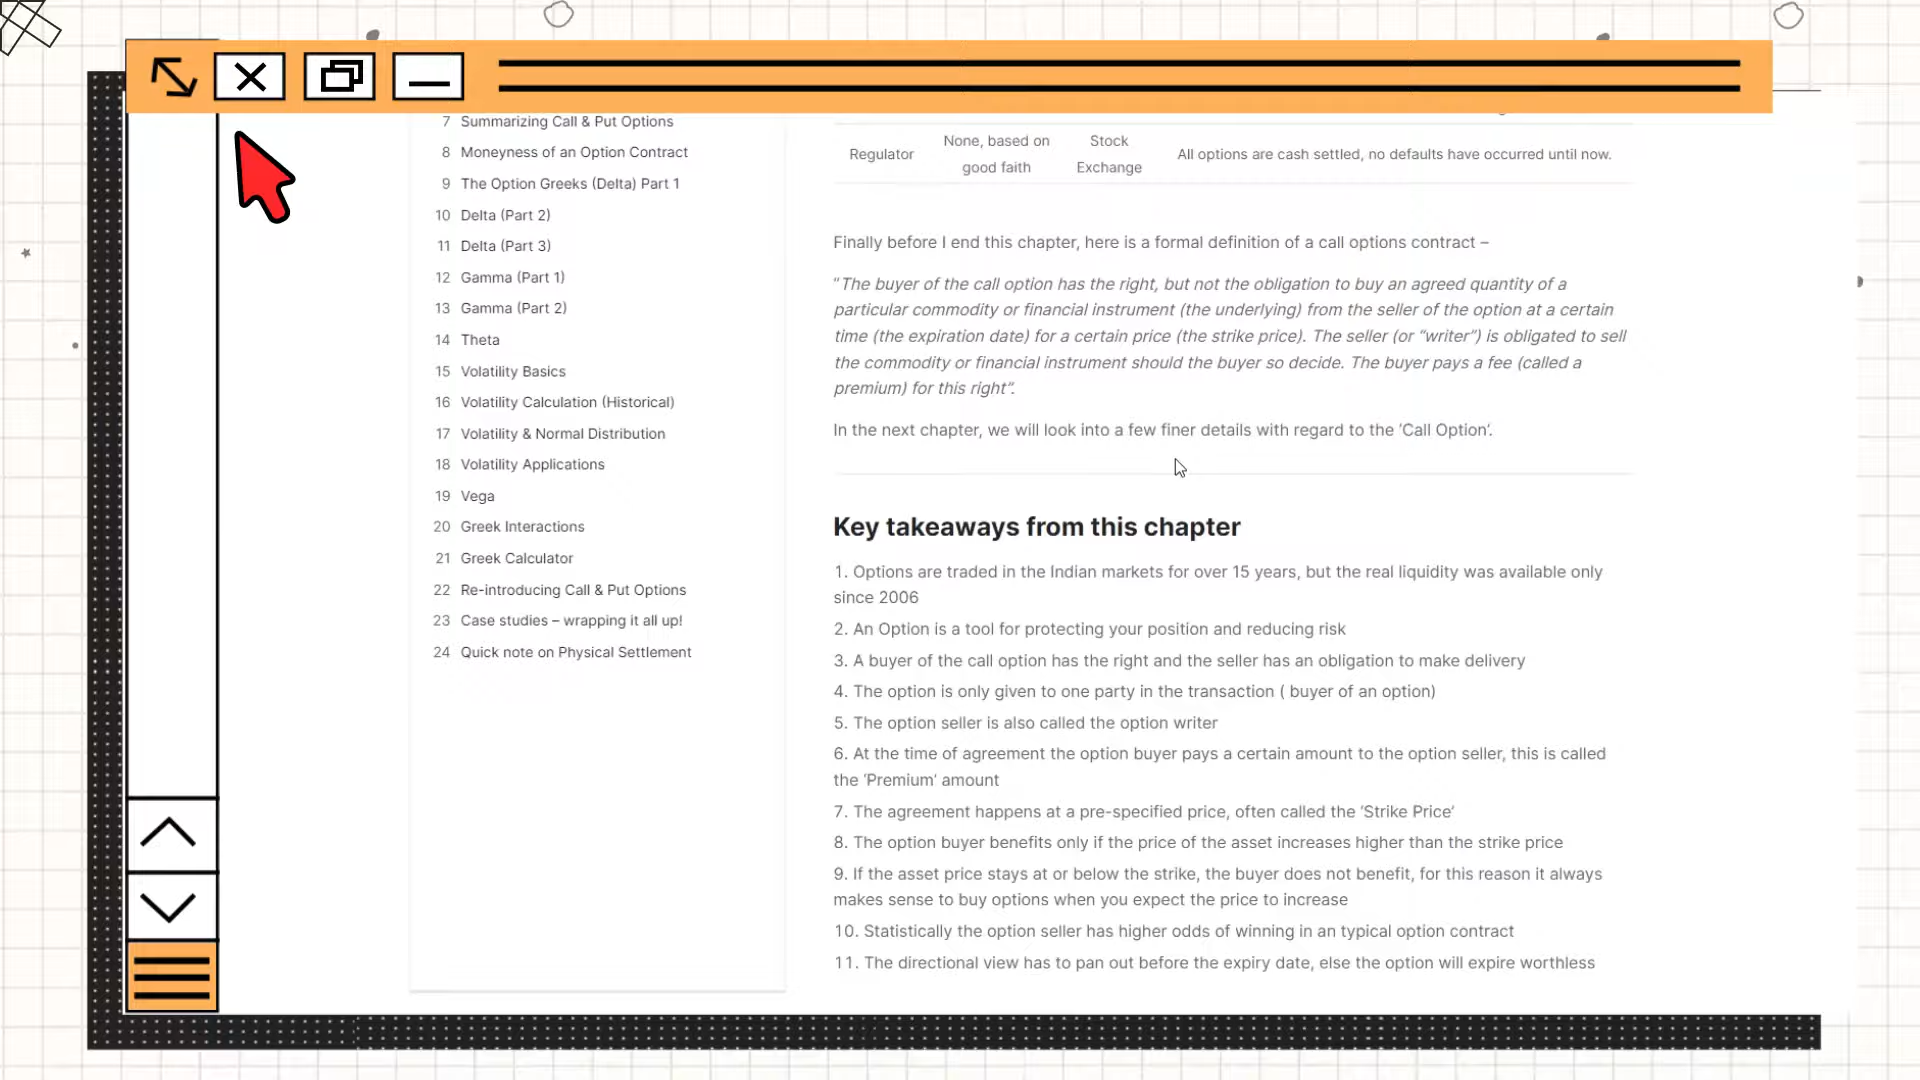 7 Summarizing Call & Put Options
8 Moneyness of an Option Contract
9 The Option Greeks (Delta) Part 1
10 Delta (Part 2)
11 Delta (Part 3)
12 Gamma (Part 1)
13 Gamma (Part 2)
14 Theta
15 Volatility Basics
16 Volatility Calculation (Historical)
17 Volatility & Normal Distribution
18 Volatility Applications
19 Vega
20 Greek Interactions
21 Greek Calculator
22 Re-introducing Call & Put Options
23 Case studies – wrapping it all up!
24 Quick note on Physical Settlement
Regulator
None, based on
good faith
Stock
Exchange
All options are cash settled, no defaults have occurred until now.
Finally before I end this chapter, here is a formal definition of a call options contract –
“The buyer of the call option has the right, but not the obligation to buy an agreed quantity of a
particular commodity or financial instrument (the underlying) from the seller of the option at a certain
time (the expiration date) for a certain price (the strike price). The seller (or “writer”) is obligated to sell
the commodity or financial instrument should the buyer so decide. The buyer pays a fee (called a
premium) for this right”.
In the next chapter, we will look into a few finer details with regard to the ‘Call Option’.
Key takeaways from this chapter
1. Options are traded in the Indian markets for over 15 years, but the real liquidity was available only
since 2006
2. An Option is a tool for protecting your position and reducing risk
3. A buyer of the call option has the right and the seller has an obligation to make delivery
4. The option is only given to one party in the transaction ( buyer of an option)
5. The option seller is also called the option writer
6. At the time of agreement the option buyer pays a certain amount to the option seller, this is called
the ‘Premium’ amount
7. The agreement happens at a pre-specified price, often called the ‘Strike Price’
8. The option buyer benefits only if the price of the asset increases higher than the strike price
9. If the asset price stays at or below the strike, the buyer does not benefit, for this reason it always
makes sense to buy options when you expect the price to increase
10. Statistically the option seller has higher odds of winning in an typical option contract
11. The directional view has to pan out before the expiry date, else the option will expire worthless